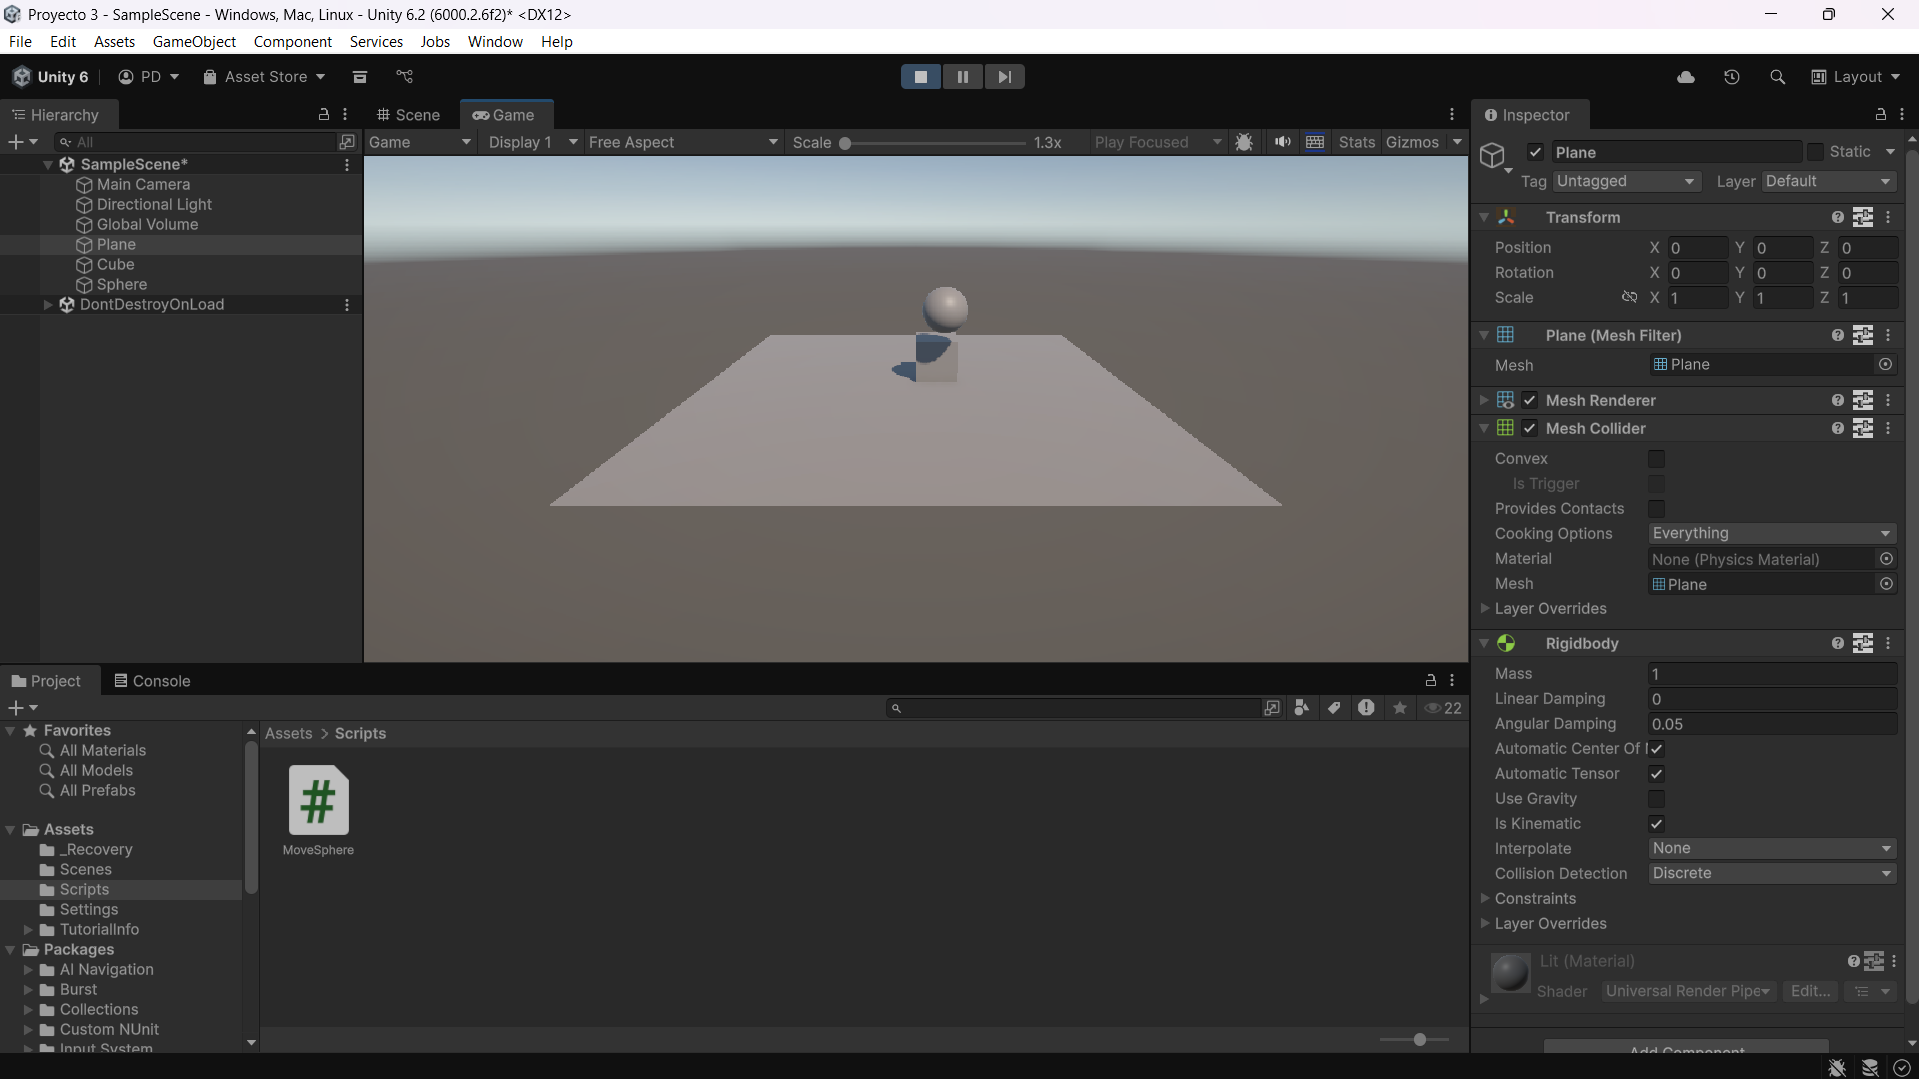 Proyecto 3 - SampleScene - Windows, Mac, Linux - Unity 6.2 (6000.2.6f2)* <DX12>
File Edit Assets GameObject Component Services Jobs Window Help
Unity 6 PD Asset Store Layout
Hierarchy
All
SampleScene*
Main Camera
Directional Light
Global Volume
Plane
Cube
Sphere
DontDestroyOnLoad
Scene Game
Game Display 1 Free Aspect Scale 1.3x Play Focused Stats Gizmos
Inspector
Plane Static
Tag Untagged Layer Default
Transform
Position X 0 Y 0 Z 0
Rotation X 0 Y 0 Z 0
Scale X 1 Y 1 Z 1
Plane (Mesh Filter)
Mesh Plane
Mesh Renderer
Mesh Collider
Convex
Is Trigger
Provides Contacts
Cooking Options Everything
Material None (Physics Material)
Mesh Plane
Layer Overrides
Rigidbody
Mass 1
Linear Damping 0
Angular Damping 0.05
Automatic Center Of
Automatic Tensor
Use Gravity
Is Kinematic
Interpolate None
Collision Detection Discrete
Constraints
Layer Overrides
Lit (Material)
Shader Universal Render Pipe Edit...
Add Component
Project Console
22
Favorites
All Materials
All Models
All Prefabs
Assets
_Recovery
Scenes
Scripts
Settings
TutorialInfo
Packages
AI Navigation
Burst
Collections
Custom NUnit
Input System
Assets > Scripts
#
MoveSphere